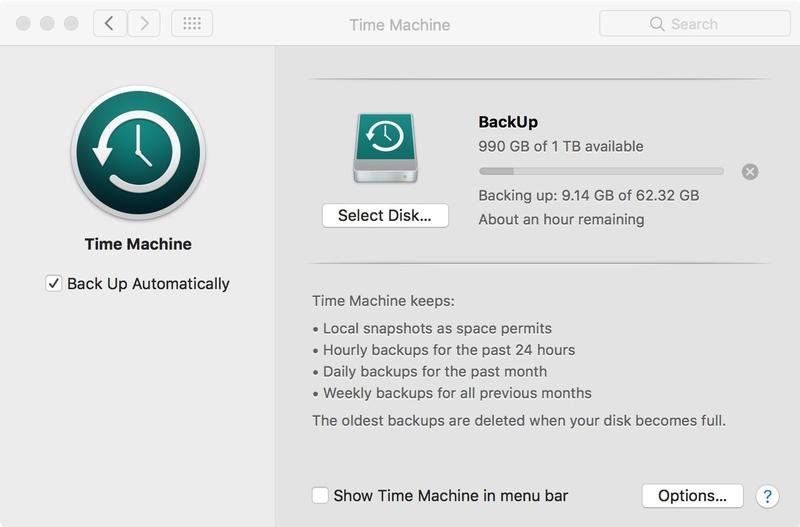 Time Machine
Search
Time Machine
Back Up Automatically
BackUp
990 GB of 1 TB available
Backing up: 9.14 GB of 62.32 GB
About an hour remaining
Select Disk...
Time Machine keeps:
• Local snapshots as space permits
• Hourly backups for the past 24 hours
• Daily backups for the past month
• Weekly backups for all previous months
The oldest backups are deleted when your disk becomes full.
Show Time Machine in menu bar
Options...
?